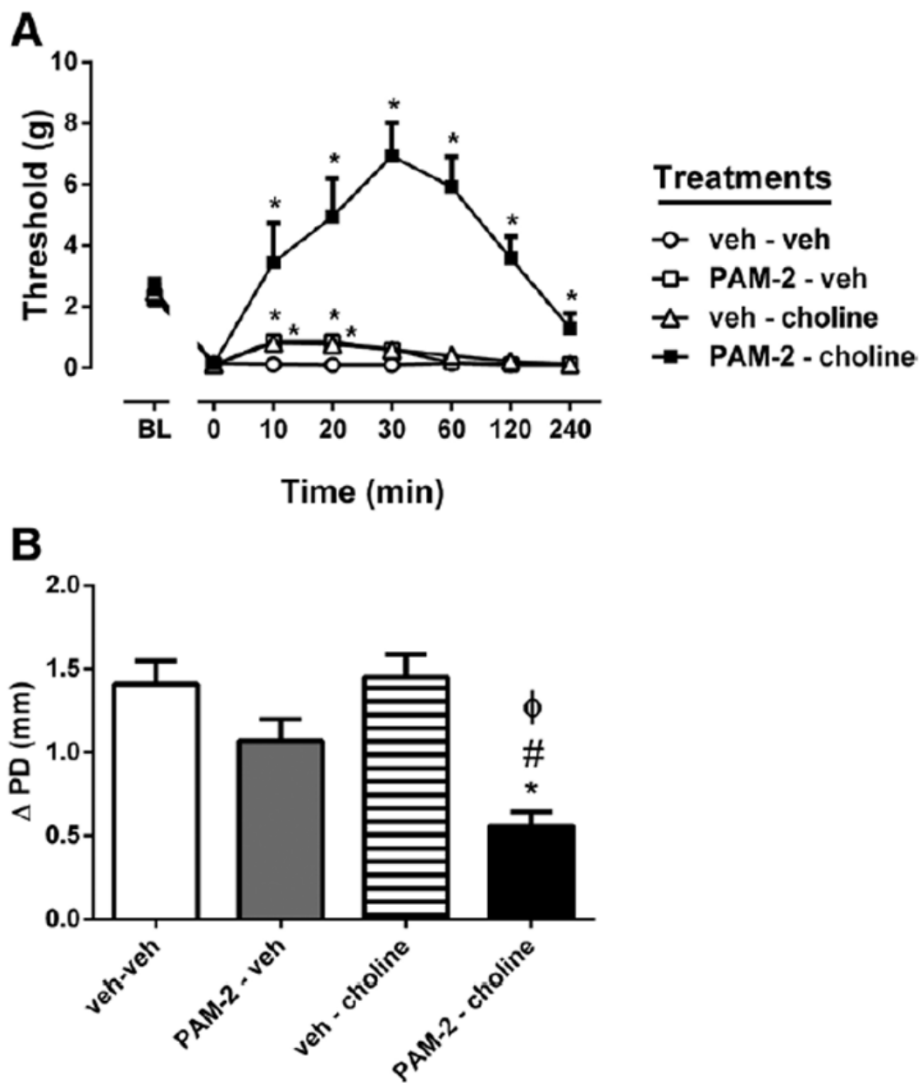 A
10
8
6
4
2
0
Threshold (g)
*
*
*
*
*
*
*
*
*
*
BL 0 10 20 30 60 120 240
Time (min)
Treatments
veh - veh
PAM-2 - veh
veh - choline
PAM-2 - choline
B
2.0
1.5
1.0
0.5
0.0
Δ PD (mm)
ϕ
#
*
veh-veh
PAM-2 - veh
veh - choline
PAM-2 - choline